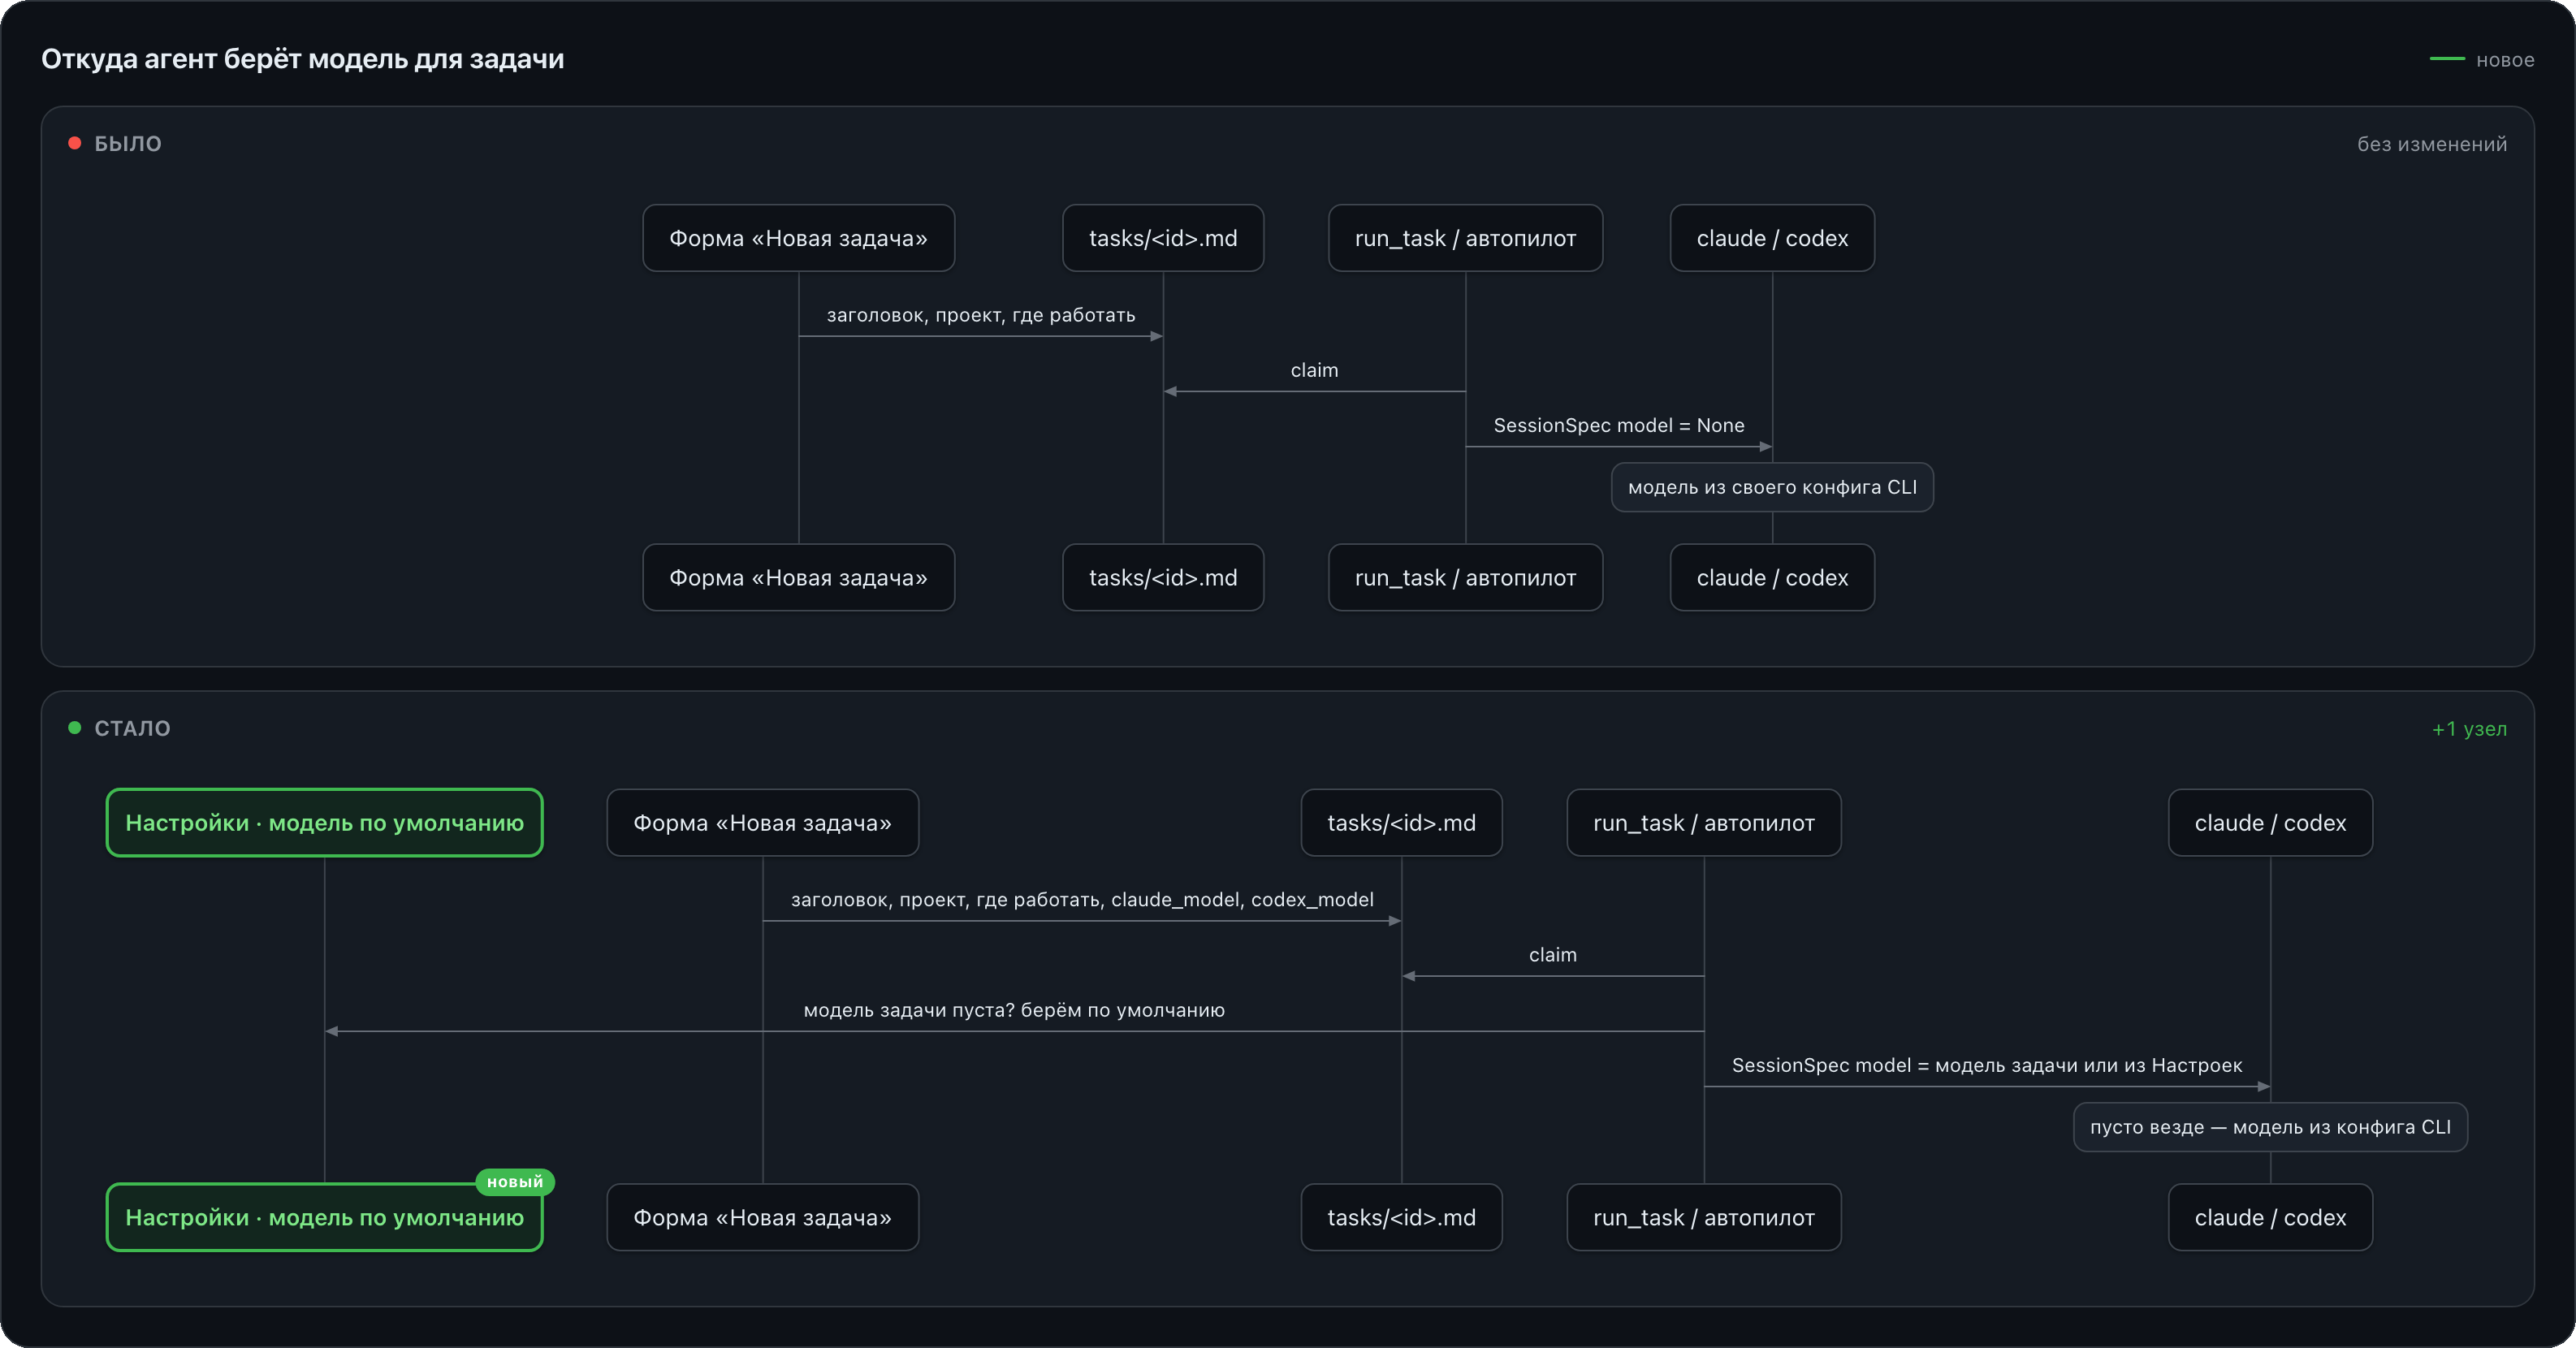 Откуда агент берёт модель для задачи
новое
БЫЛО
без изменений
Форма «Новая задача»
tasks/<id>.md
run_task / автопилот
claude / codex
заголовок, проект, где работать
claim
SessionSpec model = None
модель из своего конфига CLI
Форма «Новая задача»
tasks/<id>.md
run_task / автопилот
claude / codex
СТАЛО
+1 узел
Настройки · модель по умолчанию
Форма «Новая задача»
tasks/<id>.md
run_task / автопилот
claude / codex
заголовок, проект, где работать, claude_model, codex_model
claim
модель задачи пуста? берём по умолчанию
SessionSpec model = модель задачи или из Настроек
пусто везде — модель из конфига CLI
новый
Настройки · модель по умолчанию
Форма «Новая задача»
tasks/<id>.md
run_task / автопилот
claude / codex